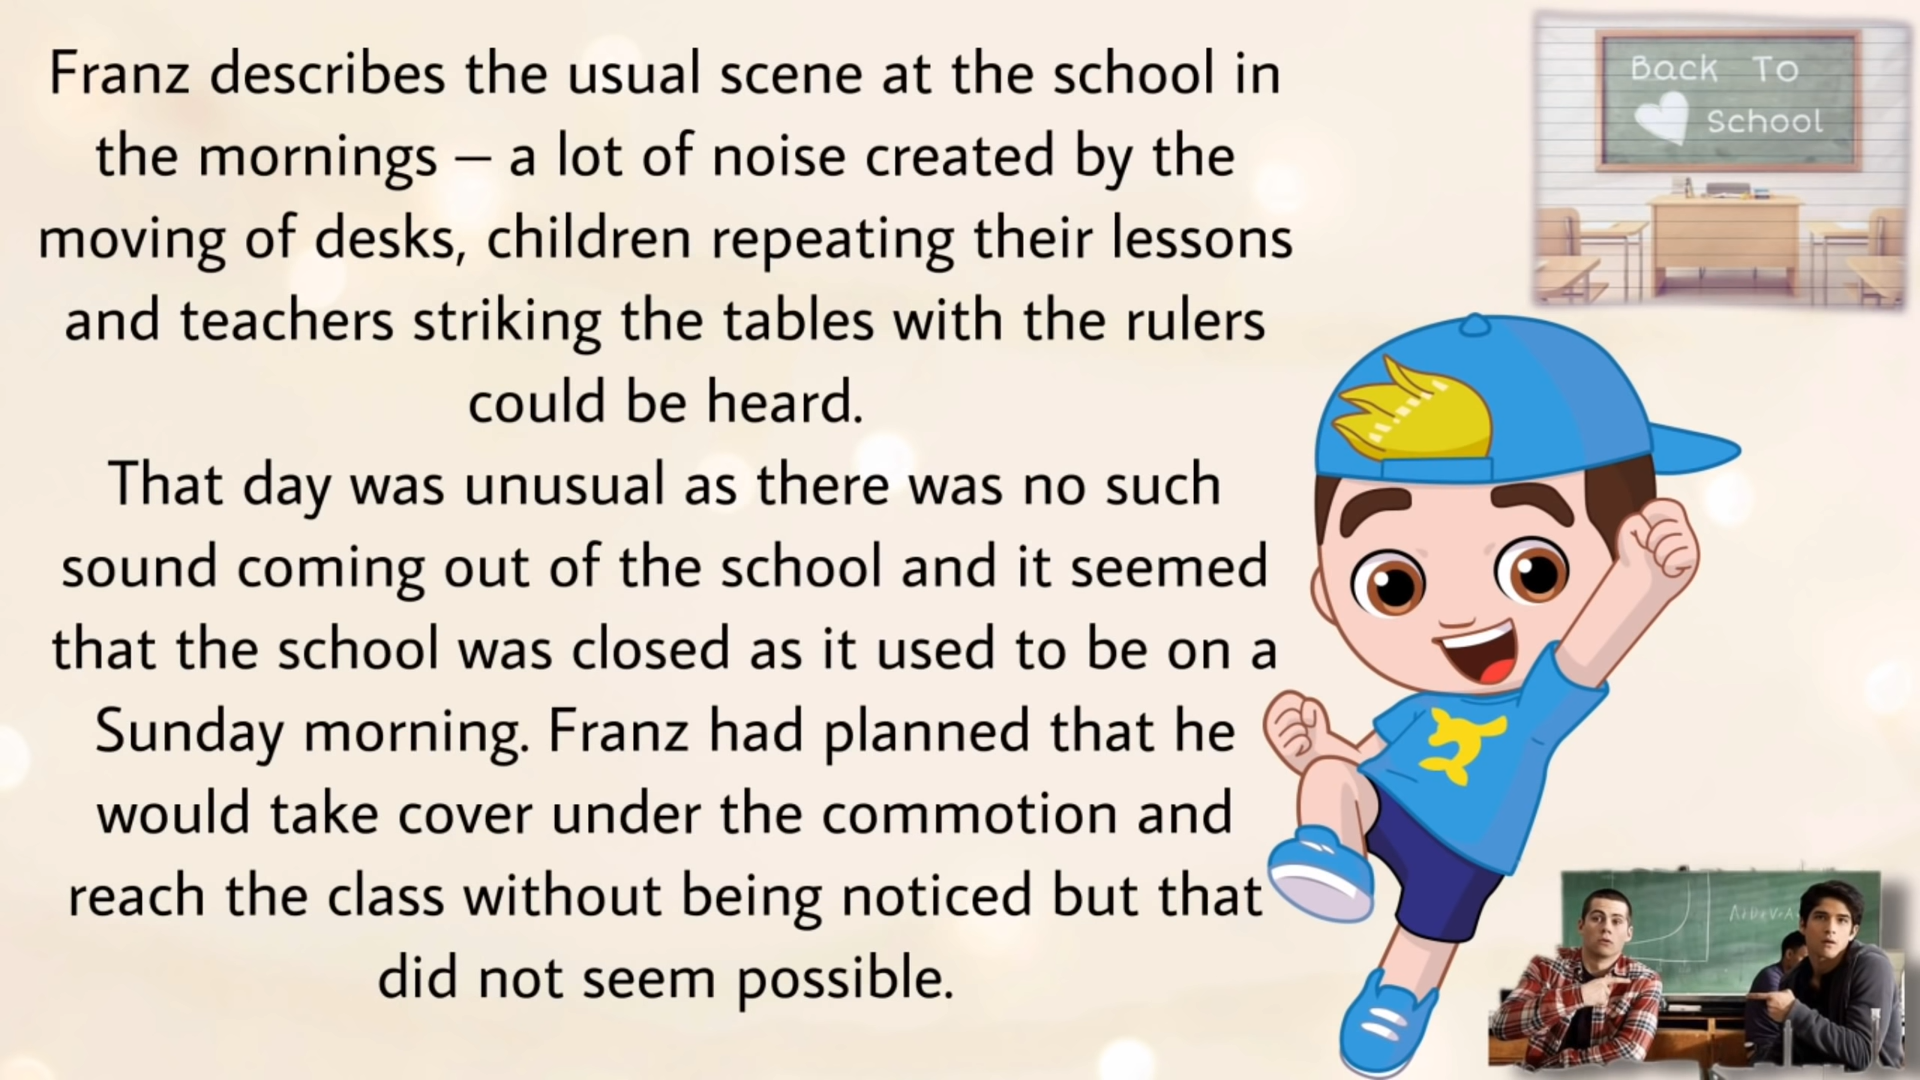 Franz describes the usual scene at the school in
the mornings – a lot of noise created by the
moving of desks, children repeating their lessons
and teachers striking the tables with the rulers
could be heard.
That day was unusual as there was no such
sound coming out of the school and it seemed
that the school was closed as it used to be on a
Sunday morning. Franz had planned that he
would take cover under the commotion and
reach the class without being noticed but that
did not seem possible.
Back To
School